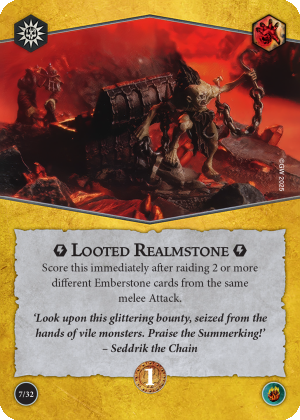 ©GW 2025
LOOTED REALMSTONE
Score this immediately after raiding 2 or more
different Emberstone cards from the same
melee Attack.
‘Look upon this glittering bounty, seized from the
hands of vile monsters. Praise the Summerking!’
– Seddrik the Chain
1
7/32